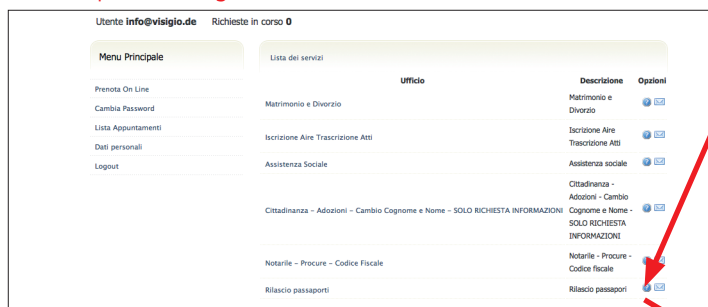 Utente info@visigio.de Richieste in corso 0
Menu Principale
Prenota On Line
Cambia Password
Lista Appuntamenti
Dati personali
Logout
Lista dei servizi
Ufficio Descrizione Opzioni
Matrimonio e Divorzio
Matrimonio e
Divorzio
Iscrizione Aire Trascrizione Atti
Iscrizione Aire
Trascrizione Atti
Assistenza Sociale
Assistenza sociale
Cittadinanza – Adozioni – Cambio Cognome e Nome – SOLO RICHIESTA INFORMAZIONI
Cittadinanza -
Adozioni - Cambio
Cognome e Nome -
SOLO RICHIESTA
INFORMAZIONI
Notarile – Procure – Codice Fiscale
Notarile - Procure -
Codice fiscale
Rilascio passaporti
Rilascio passapori